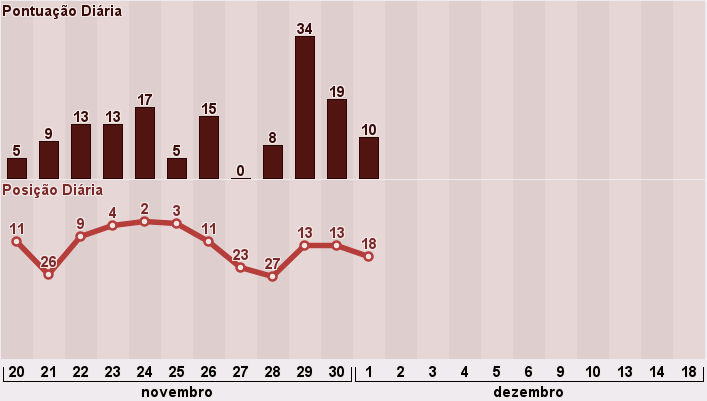 Pontuação Diária
5 9 13 13 17 5 15 0 8 34 19 10
Posição Diária
11 26 9 4 2 3 11 23 27 13 13 18
20 21 22 23 24 25 26 27 28 29 30 1 2 3 4 5 6 9 10 13 14 18
novembro dezembro